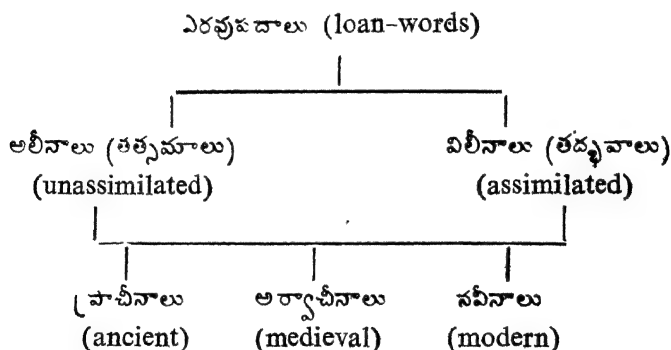 ఎరవుపదాలు (loan-words)
అలీనాలు (తత్సమాలు) విలీనాలు (తద్భవాలు)
(unassimilated) (assimilated)
ప్రాచీనాలు అర్వాచీనాలు నవీనాలు
(ancient) (medieval) (modern)